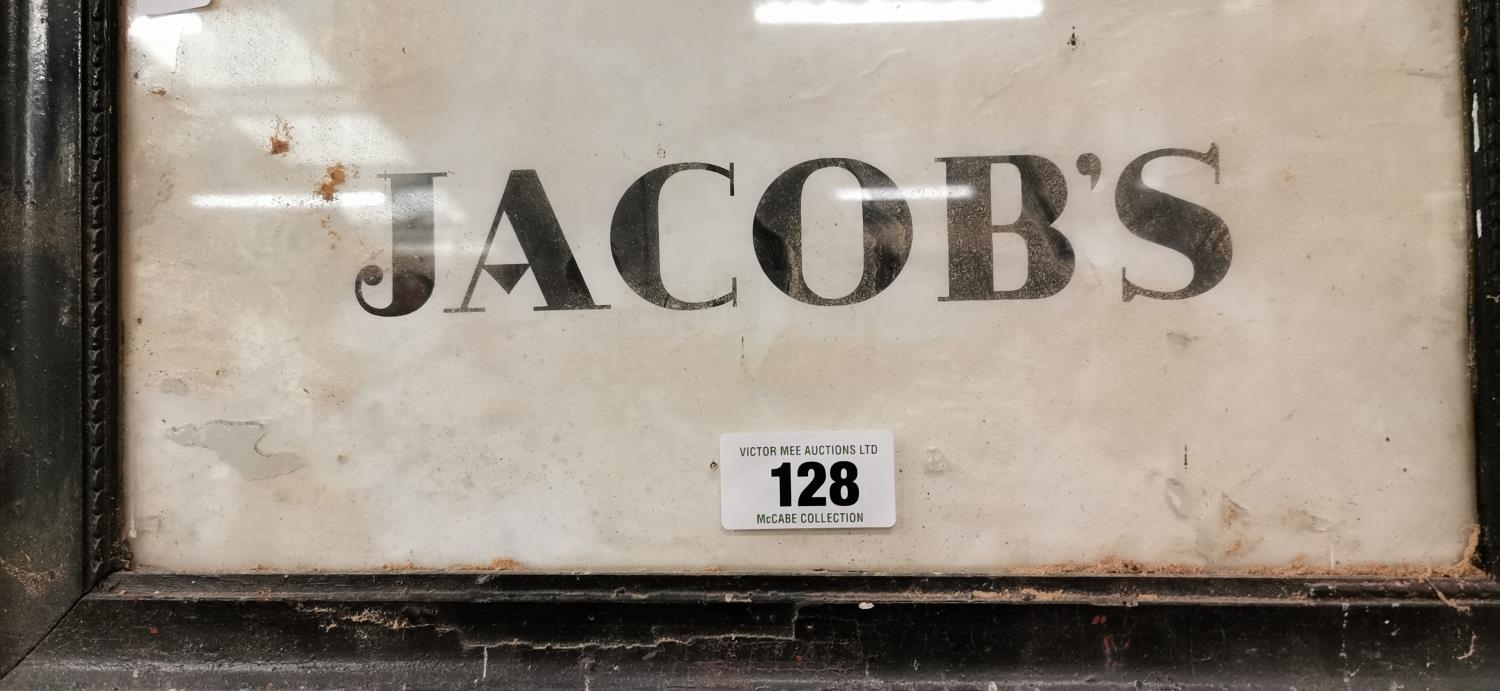 JACOB'S
VICTOR MEE AUCTIONS LTD
128
McCABE COLLECTION